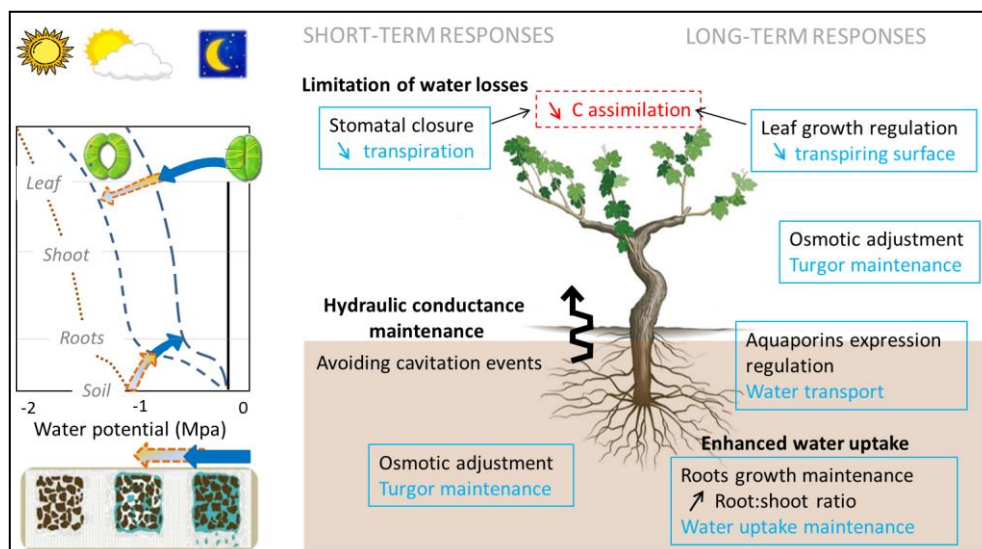 SHORT-TERM RESPONSES
LONG-TERM RESPONSES
Limitation of water losses
↘ C assimilation
Stomatal closure
↘ transpiration
Leaf growth regulation
↘ transpiring surface
Leaf
Shoot
Roots
Soil
-2
-1
0
Water potential (Mpa)
Osmotic adjustment
Turgor maintenance
Hydraulic conductance
maintenance
Avoiding cavitation events
Aquaporins expression
regulation
Water transport
Enhanced water uptake
Osmotic adjustment
Turgor maintenance
Roots growth maintenance
↗ Root:shoot ratio
Water uptake maintenance